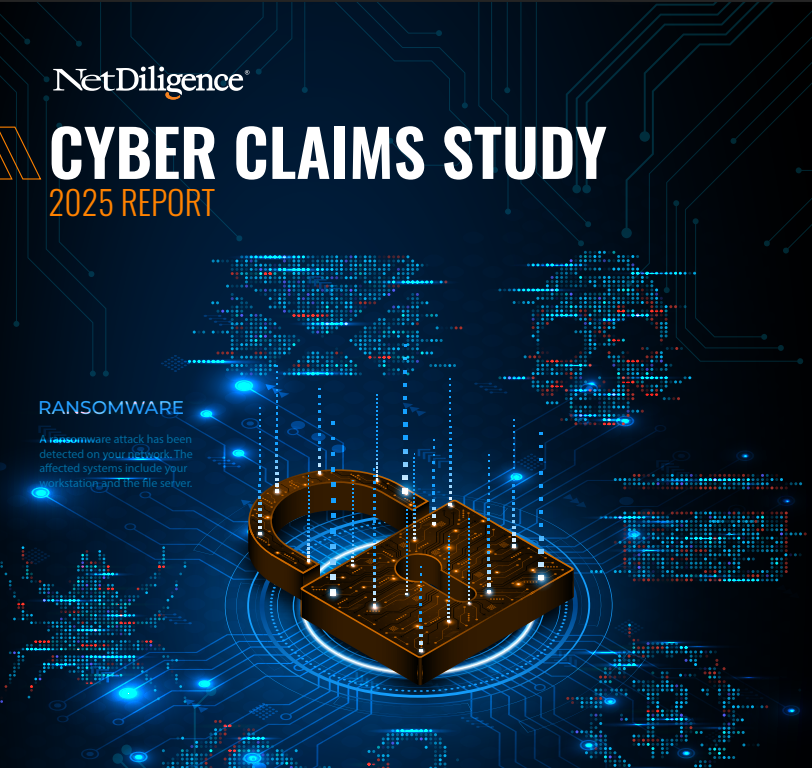 NetDiligence®
CYBER CLAIMS STUDY
2025 REPORT
RANSOMWARE
A ransomware attack has been
detected on your network. The
affected systems include your
workstation and the file server.